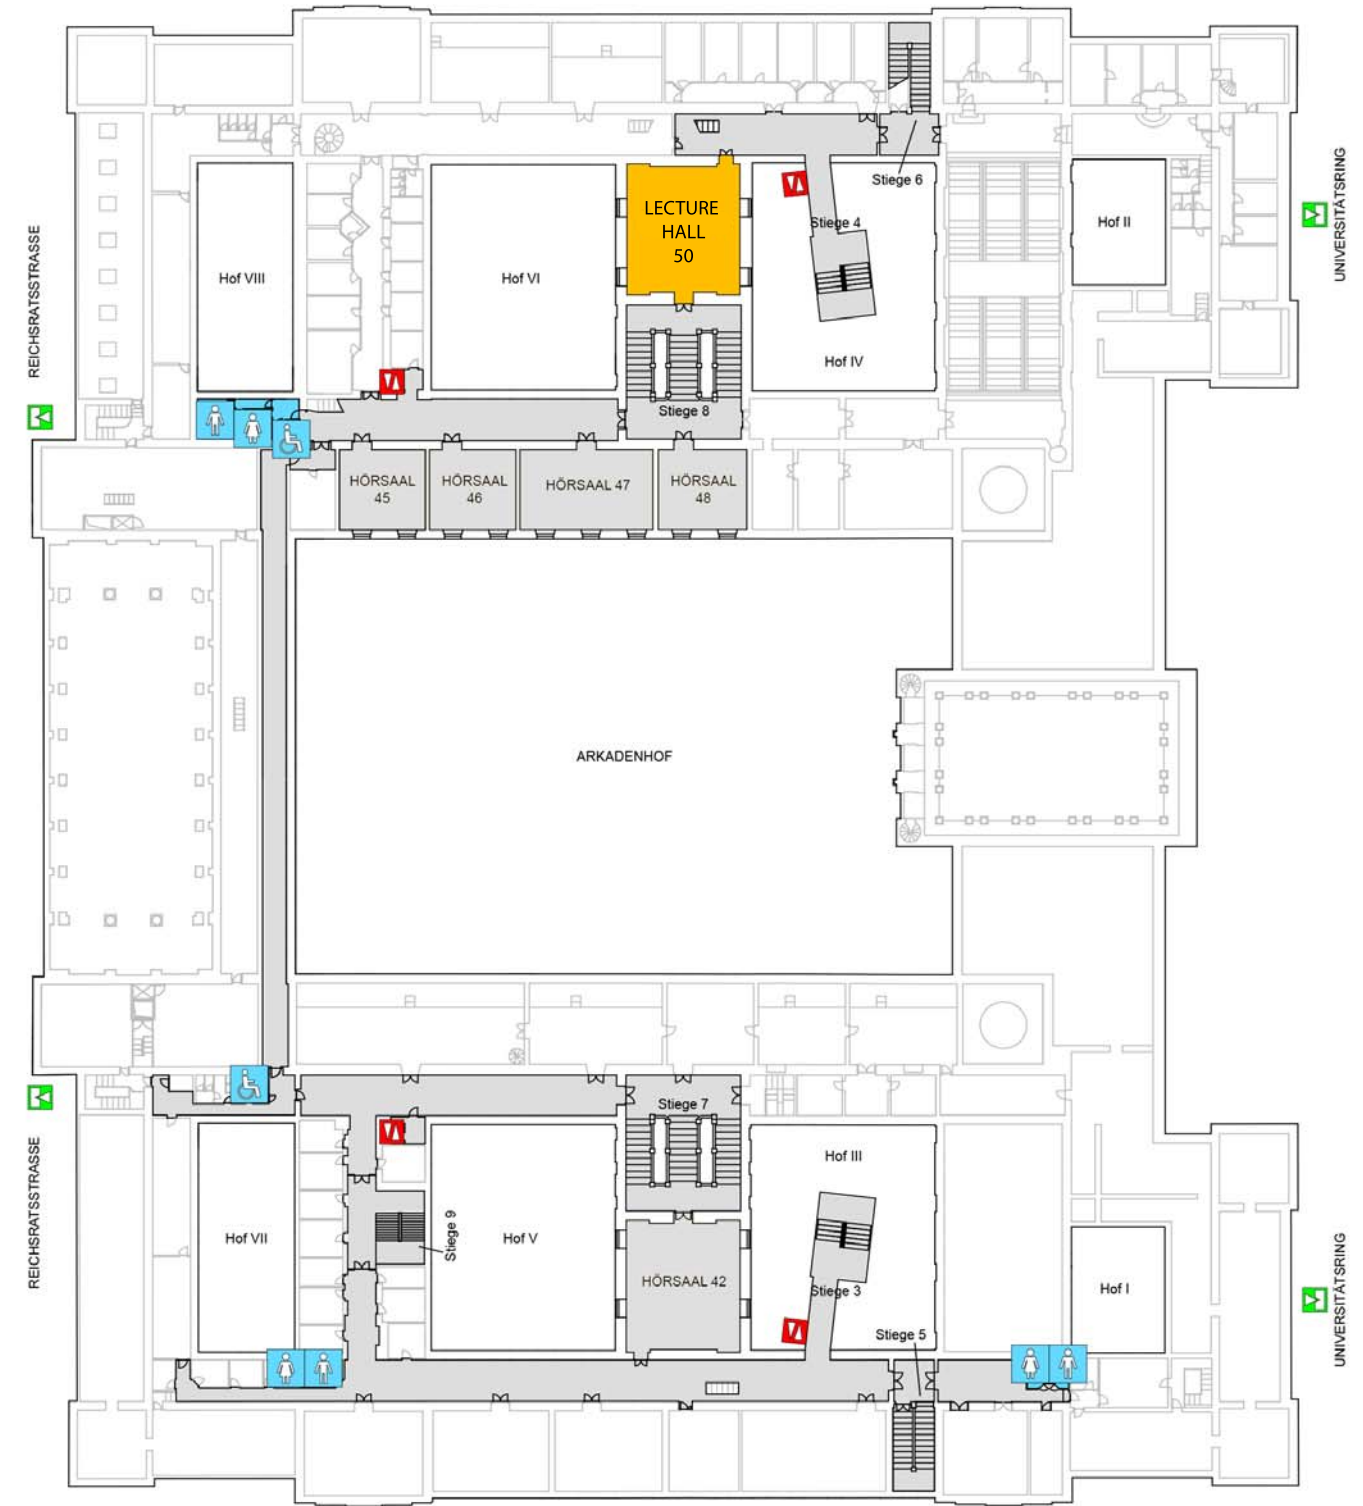 Stiege 6
UNIVERSITÄTSRING
LECTURE
HALL
50
Stiege 4
Hof II
REICHSRATSSTRASSE
Hof VIII
Hof VI
Hof IV
Stiege 8
HÖRSAAL
45
HÖRSAAL
46
HÖRSAAL 47
HÖRSAAL
48
ARKADENHOF
Stiege 7
REICHSRATSSTRASSE
Hof III
Hof VII
Stiege 9
Hof V
HÖRSAAL 42
Stiege 3
Hof I
UNIVERSITÄTSRING
Stiege 5